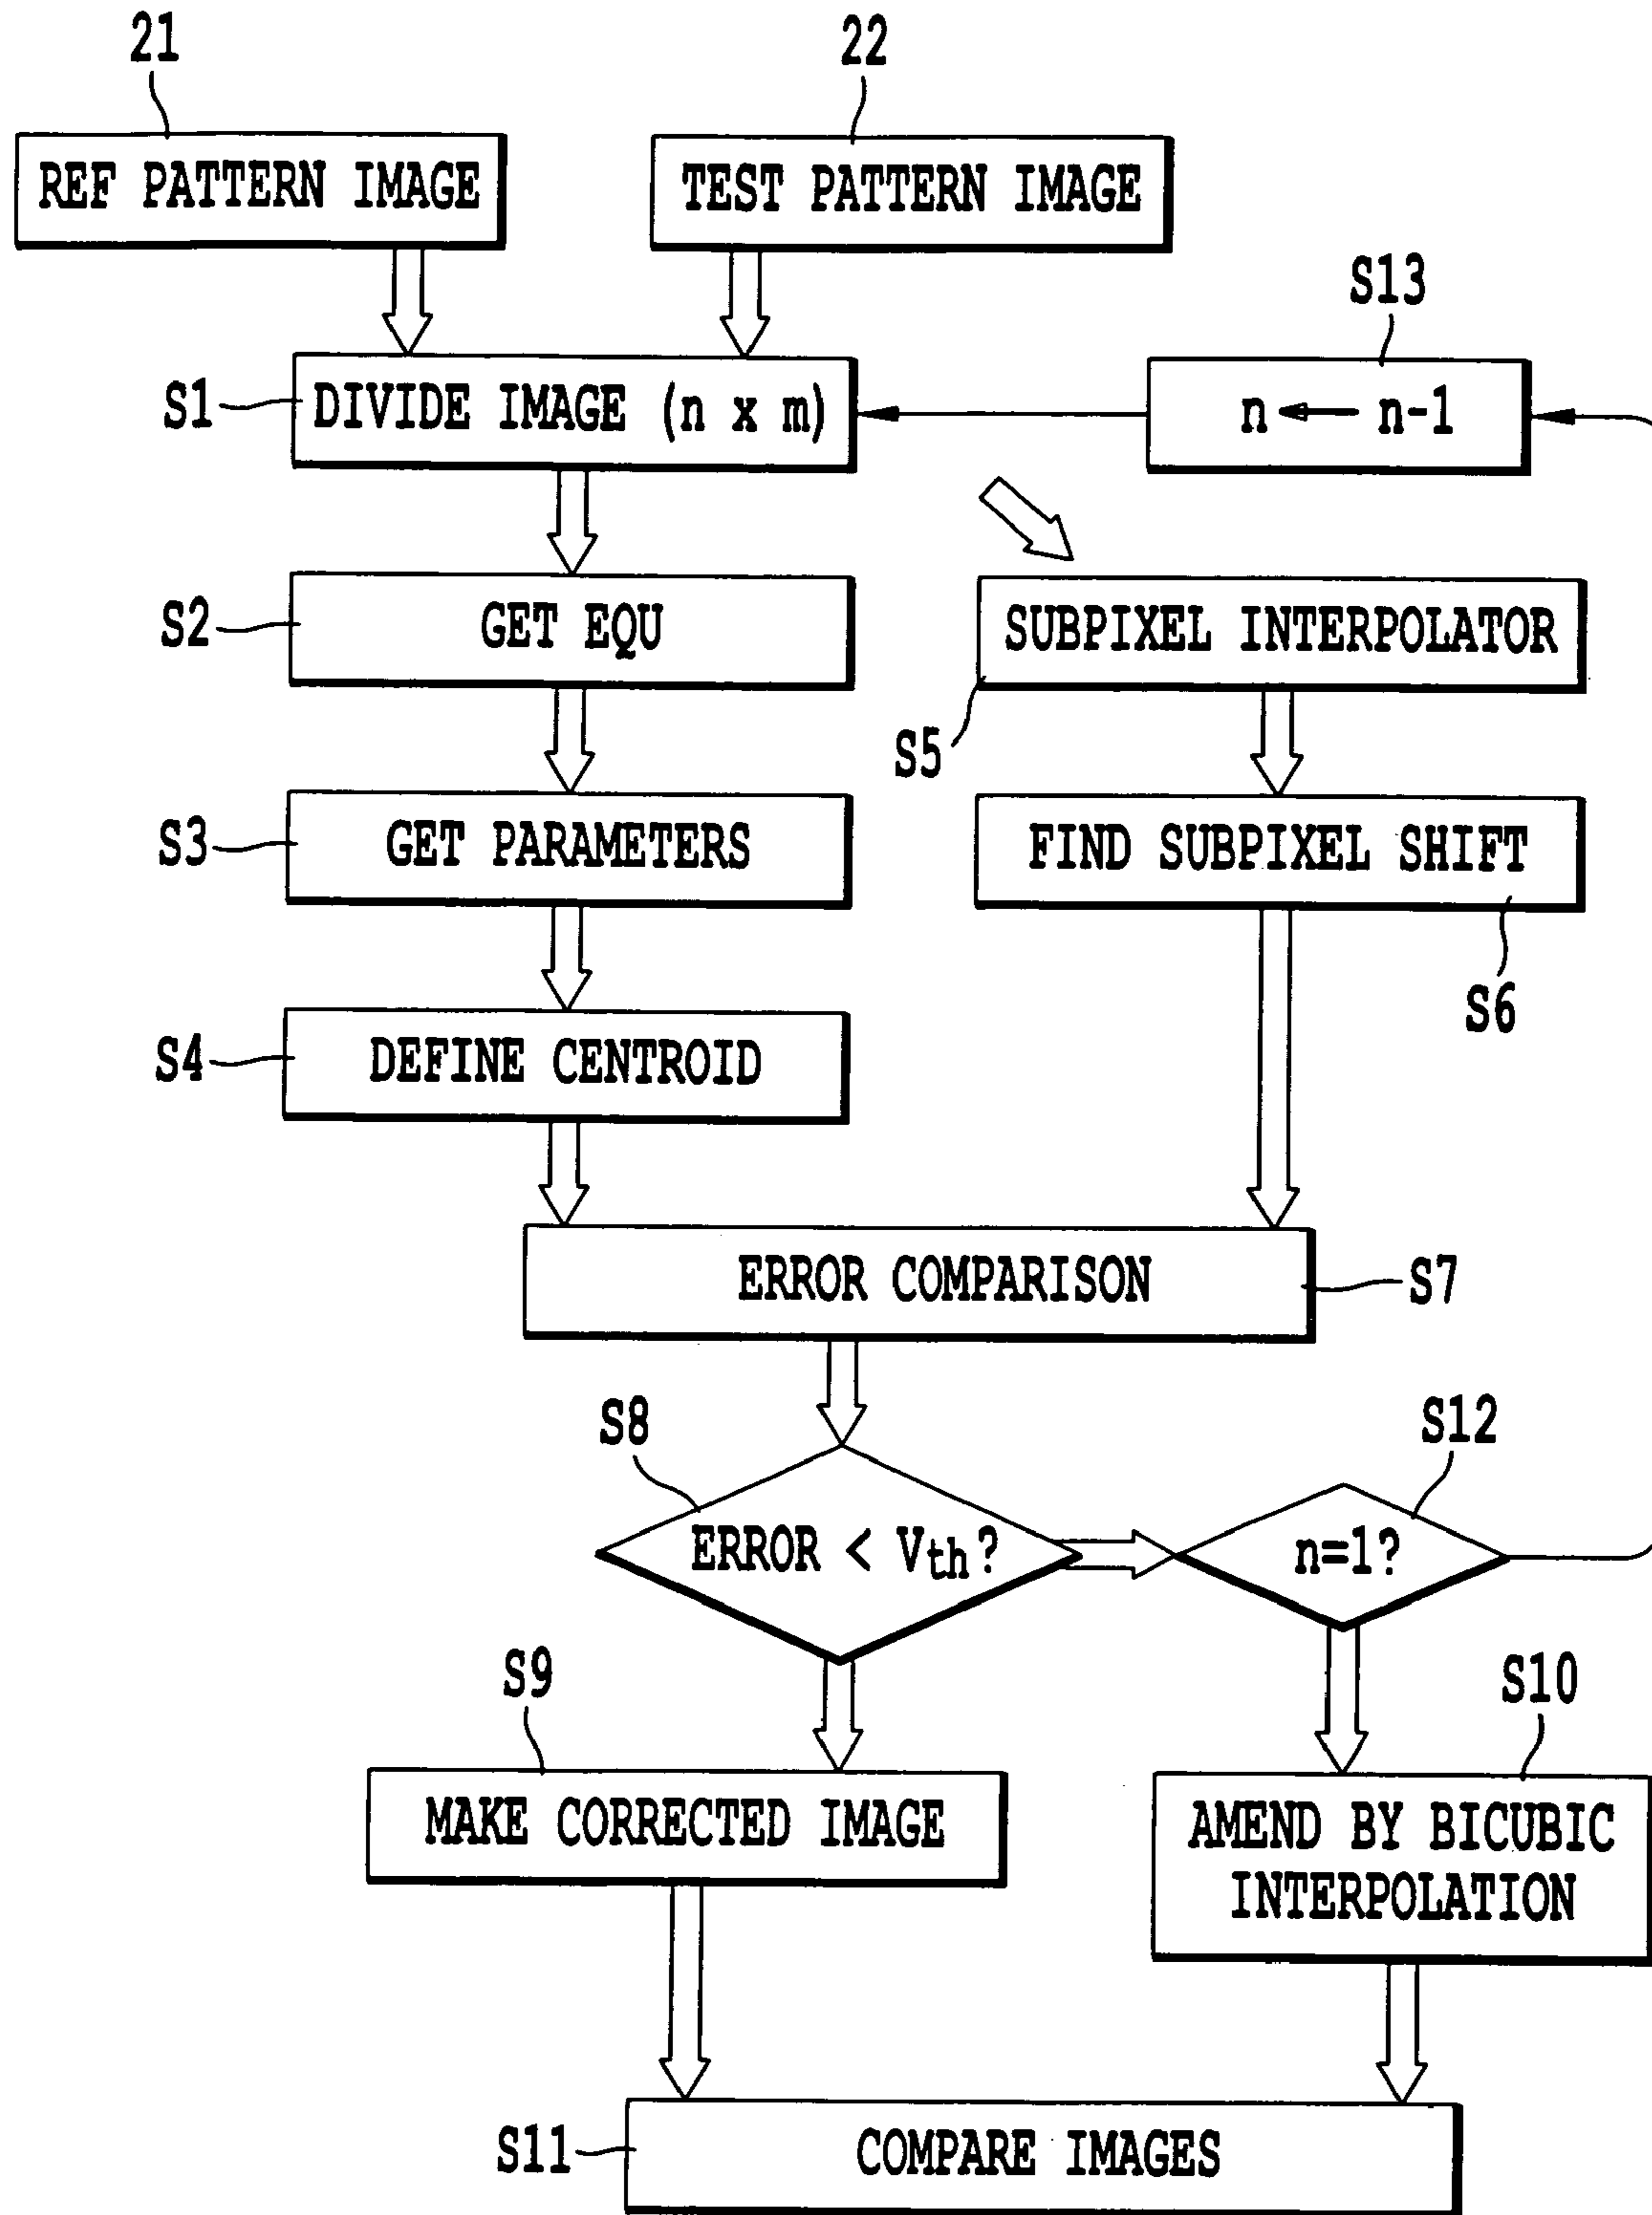 21
22
REF PATTERN IMAGE
TEST PATTERN IMAGE
S13
S1
DIVIDE IMAGE (n x m)
n ← n-1
S2
GET EQU
SUBPIXEL INTERPOLATOR
S5
S3
GET PARAMETERS
FIND SUBPIXEL SHIFT
S6
S4
DEFINE CENTROID
ERROR COMPARISON
S7
S8
S12
ERROR < Vth?
n=1?
S9
S10
MAKE CORRECTED IMAGE
AMEND BY BICUBIC
INTERPOLATION
S11
COMPARE IMAGES